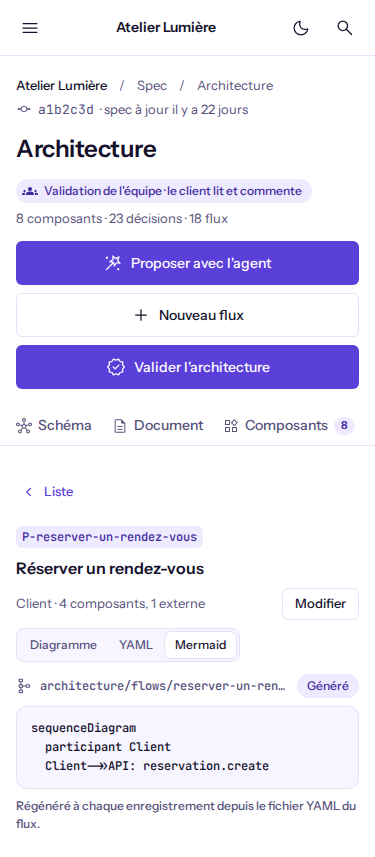 Atelier Lumière
Atelier Lumière / Spec / Architecture
a1b2c3d · spec à jour il y a 22 jours
Architecture
Validation de l'équipe · le client lit et commente
8 composants · 23 décisions · 18 flux
Proposer avec l'agent
Nouveau flux
Valider l'architecture
Schéma Document Composants 8
Liste
P-reserver-un-rendez-vous
Réserver un rendez-vous
Client · 4 composants, 1 externe Modifier
Diagramme YAML Mermaid
architecture/flows/reserver-un-ren… Généré
sequenceDiagram
participant Client
Client->>API: reservation.create
Régénéré à chaque enregistrement depuis le fichier YAML du
flux.